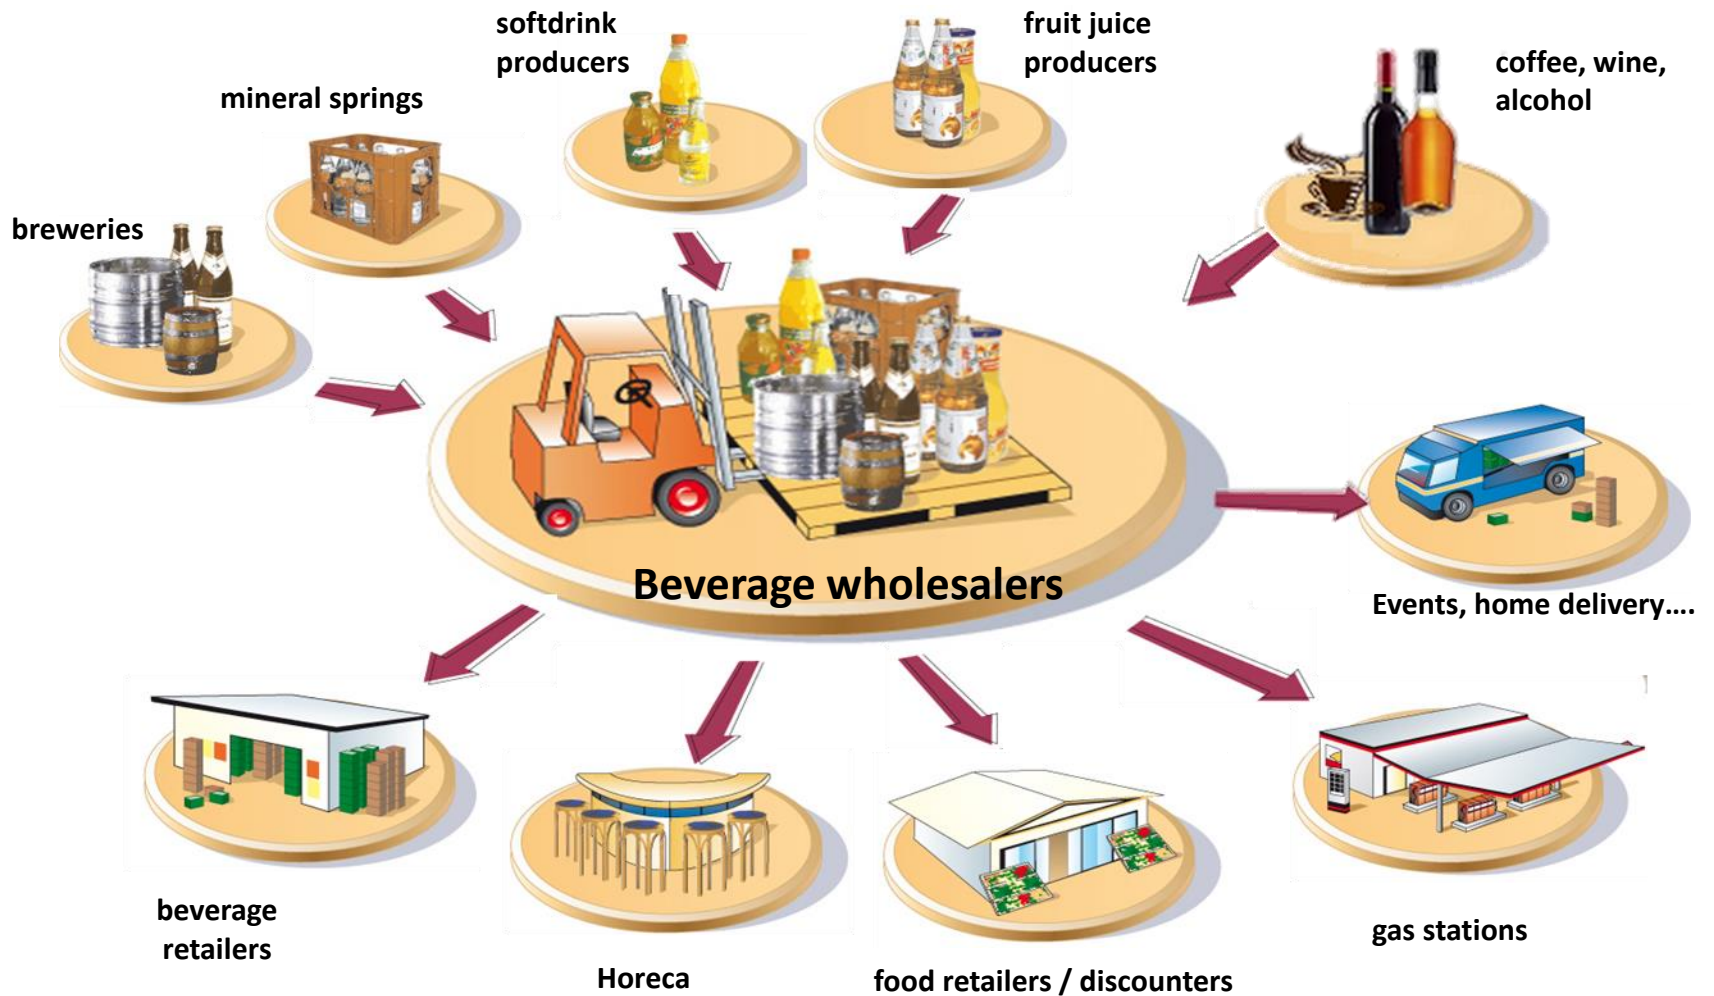 softdrink
producers
fruit juice
producers
coffee, wine,
alcohol
mineral springs
breweries
Beverage wholesalers
Events, home delivery....
beverage
retailers
Horeca
food retailers / discounters
gas stations